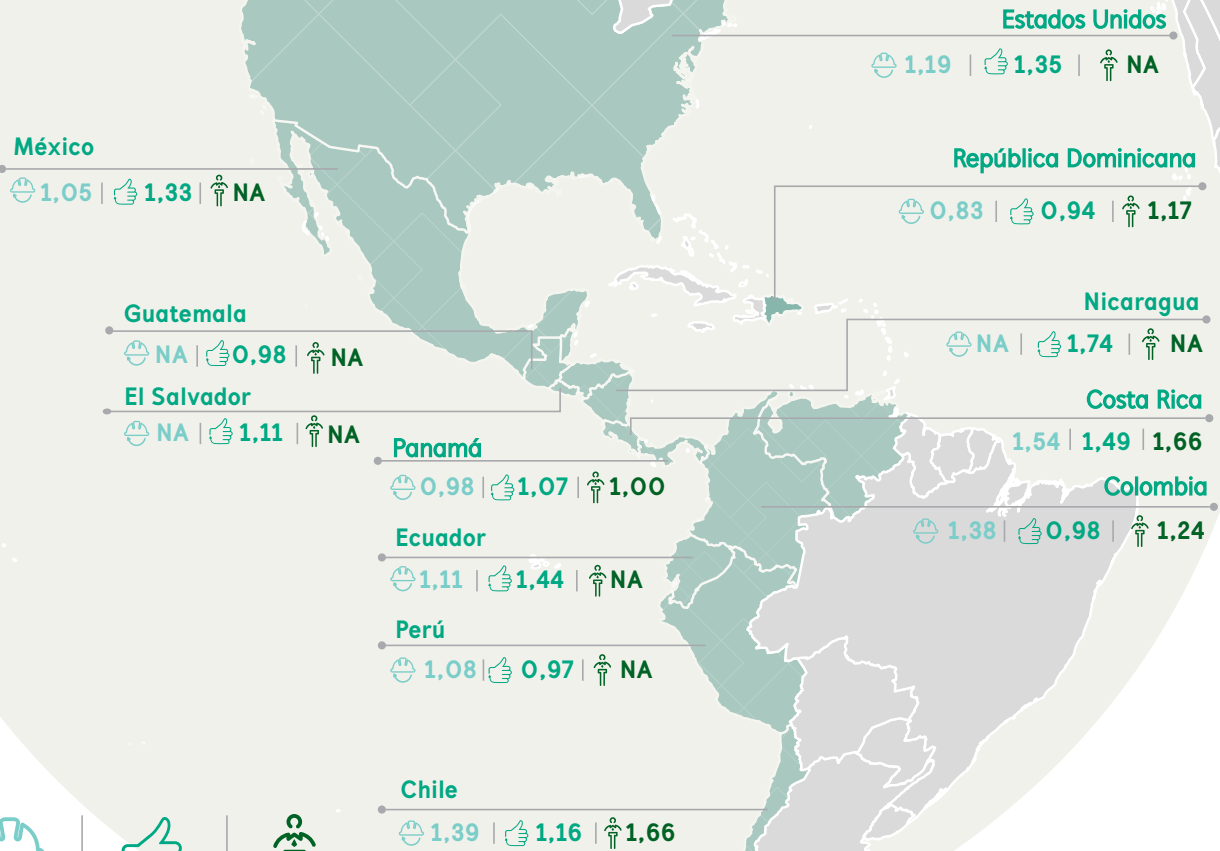 Estados Unidos
1,19 | 1,35 | NA
México
1,05 | 1,33 | NA
República Dominicana
0,83 | 0,94 | 1,17
Guatemala
NA | 0,98 | NA
Nicaragua
NA | 1,74 | NA
El Salvador
NA | 1,11 | NA
Costa Rica
1,54 | 1,49 | 1,66
Panamá
0,98 | 1,07 | 1,00
Colombia
1,38 | 0,98 | 1,24
Ecuador
1,11 | 1,44 | NA
Perú
1,08 | 0,97 | NA
Chile
1,39 | 1,16 | 1,66